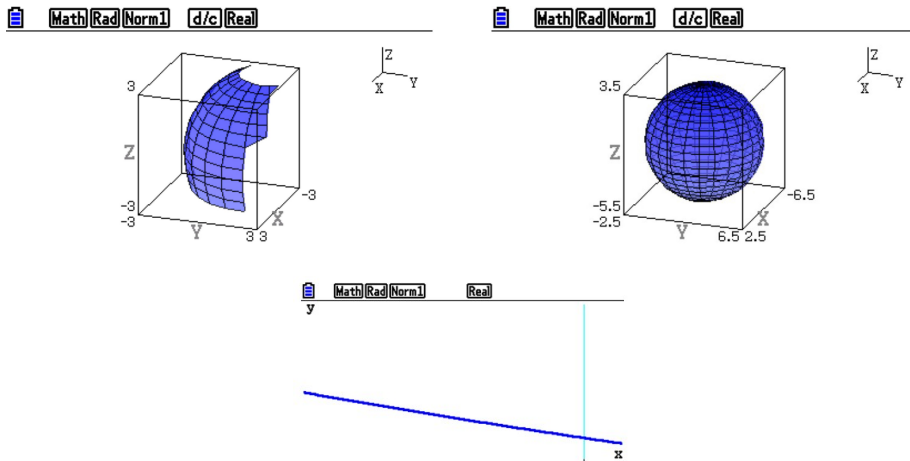 Math Rad Norm1 d/c Real
Z
X Y
3
Z
-3
-3
-3
X
Y
3 3
Math Rad Norm1 d/c Real
Z
X Y
3.5
Z
-6.5
-5.5
-2.5
X
Y
6.5 2.5
Math Rad Norm1 Real
y
x